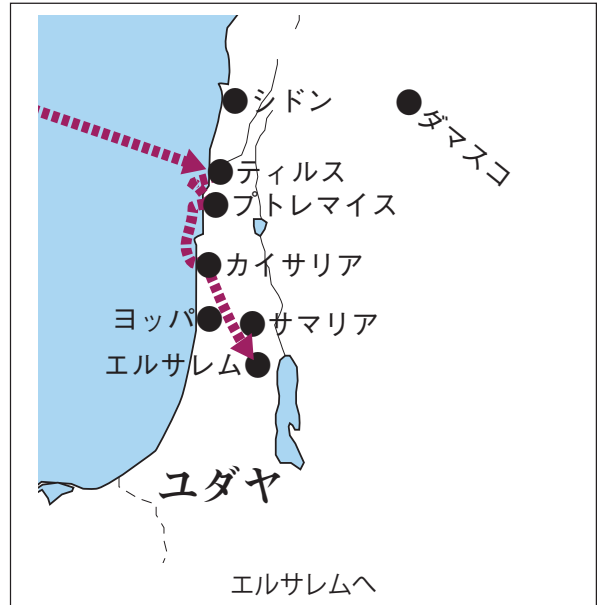 シドン
ダマスコ
ティルス
プトレマイス
カイサリア
ヨッパ
サマリア
エルサレム
ユダヤ
エルサレムへ